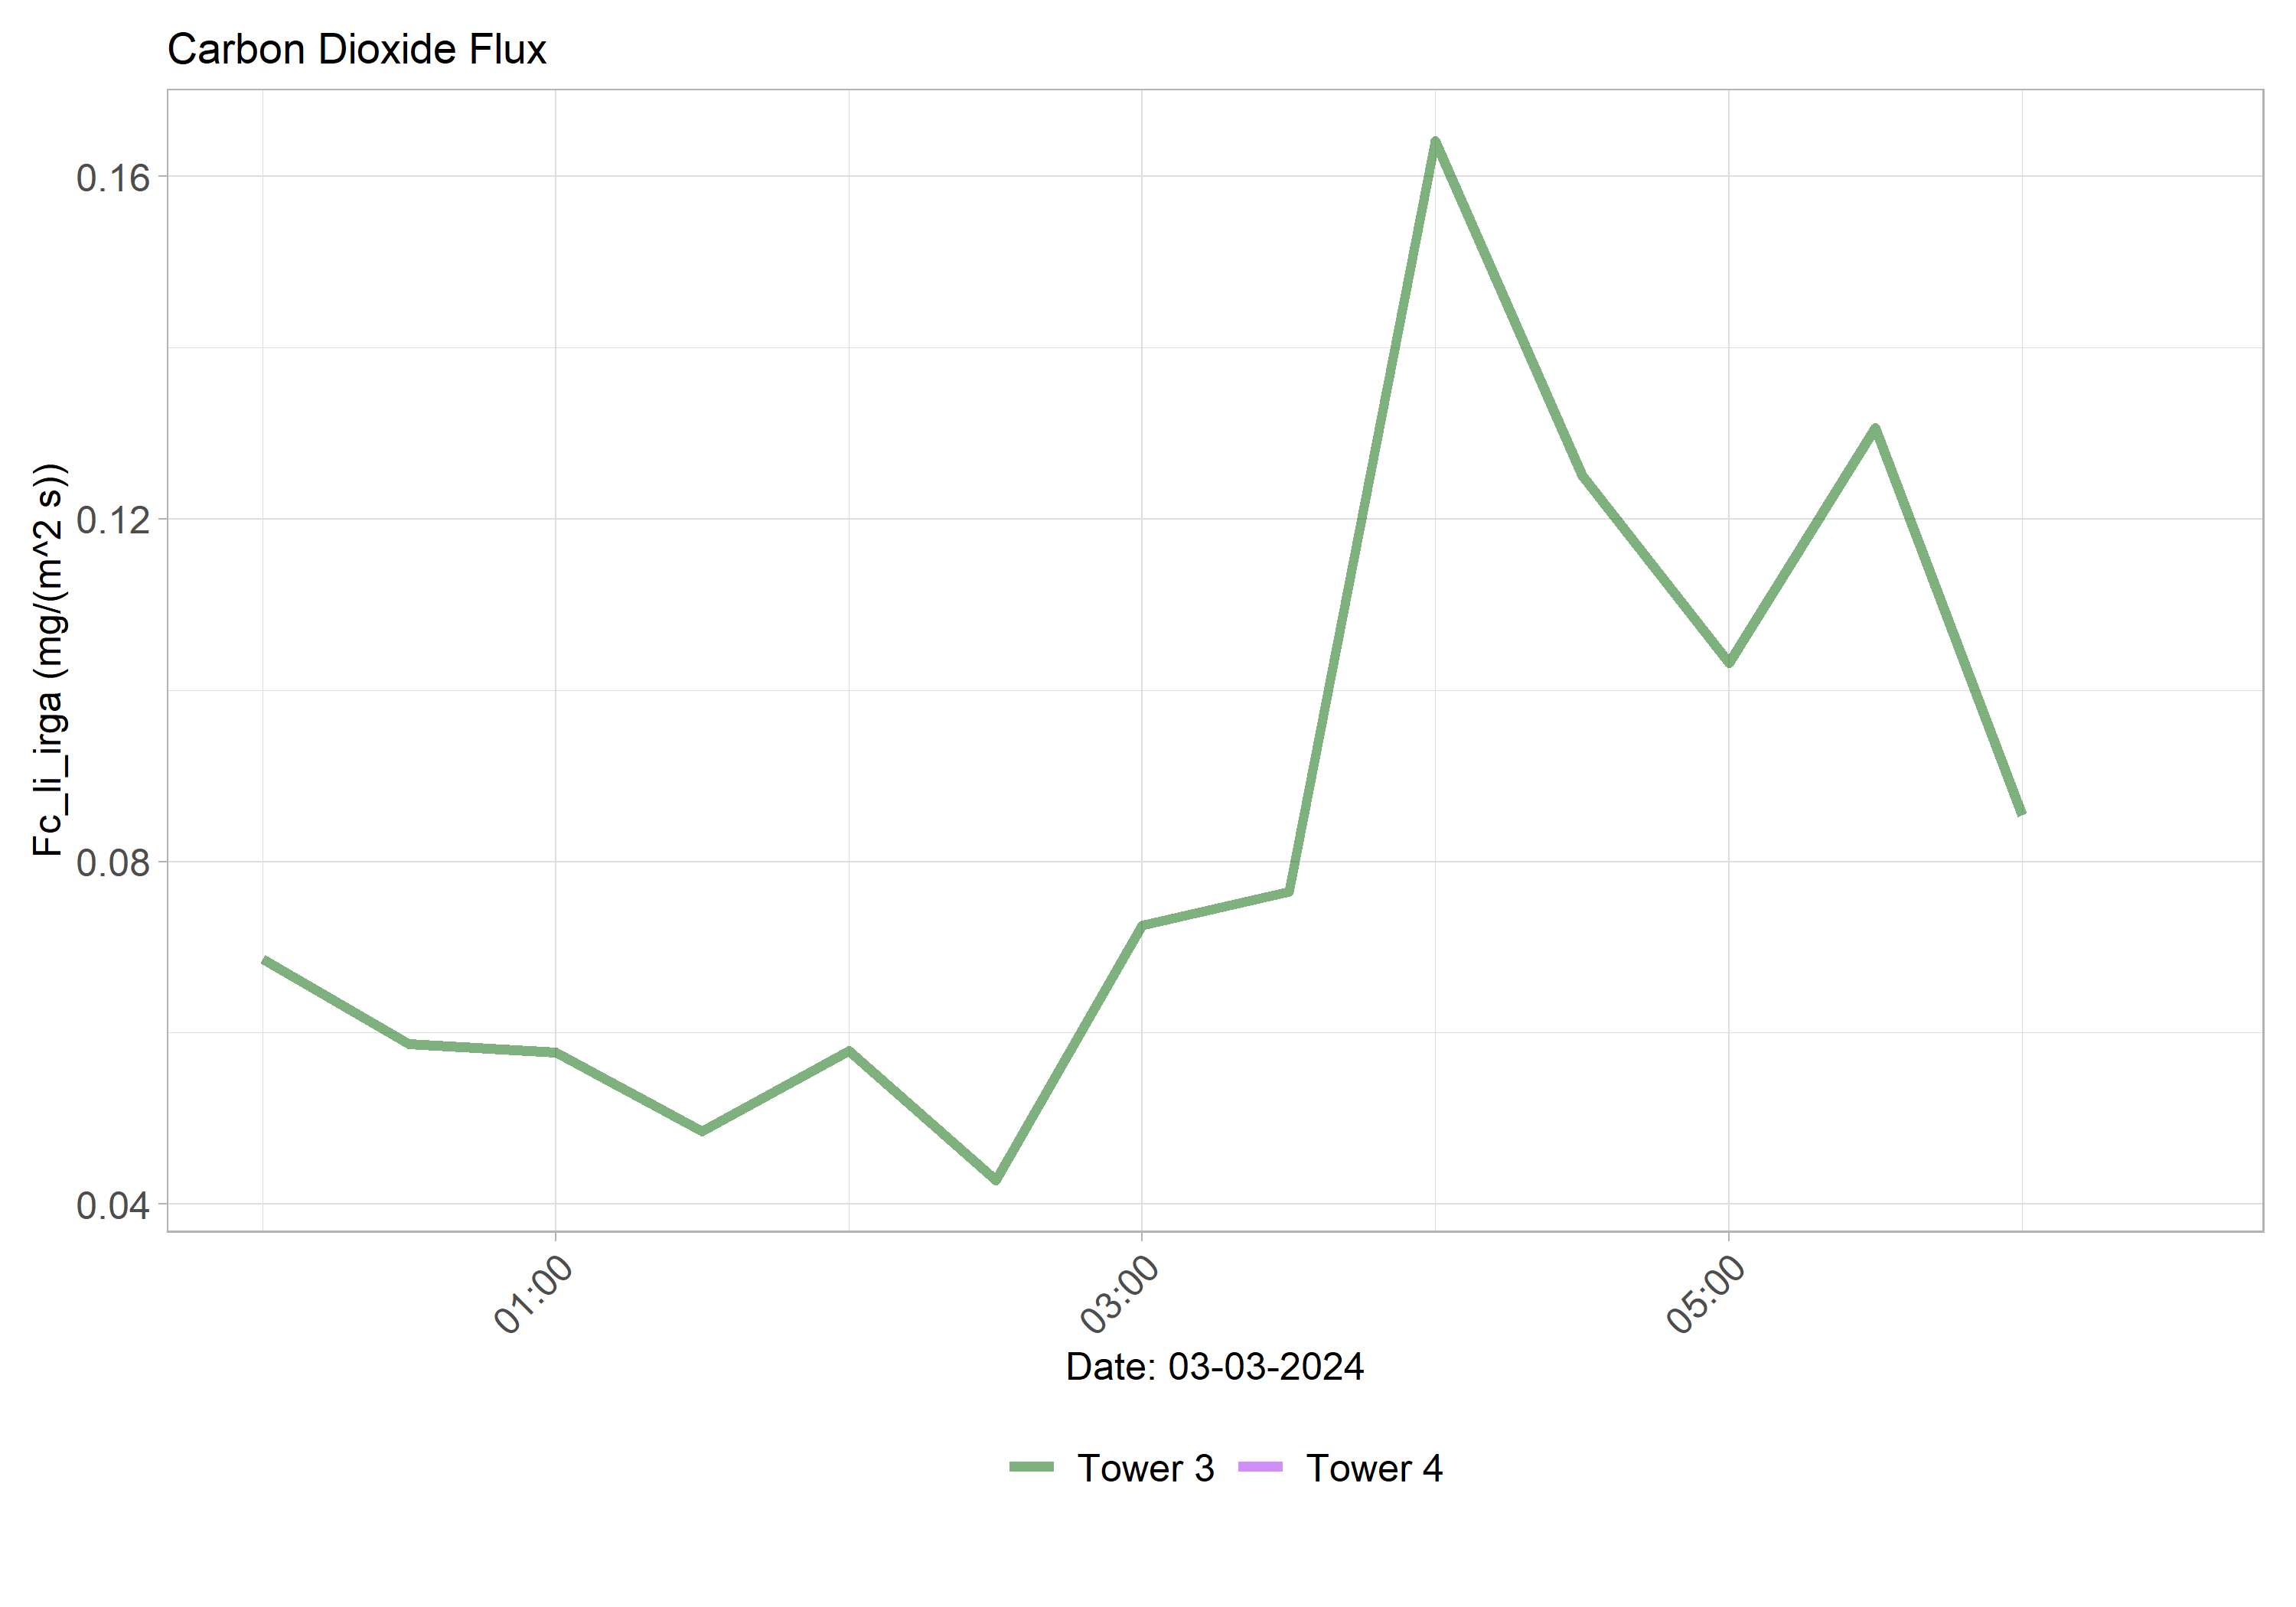 Carbon Dioxide Flux
Fc_li_irga (mg/(m^2 s))
0.16
0.12
0.08
0.04
01:00
03:00
05:00
Date: 03-03-2024
Tower 3
Tower 4